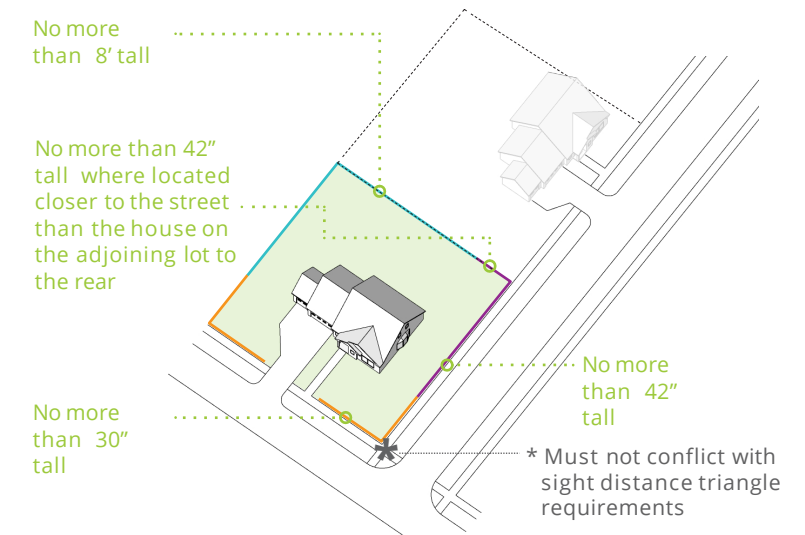 No more
than 8’ tall
No more than 42”
tall where located
closer to the street
than the house on
the adjoining lot to
the rear
No more
than 42”
tall
No more
than 30”
tall
* Must not conflict with
sight distance triangle
requirements
*